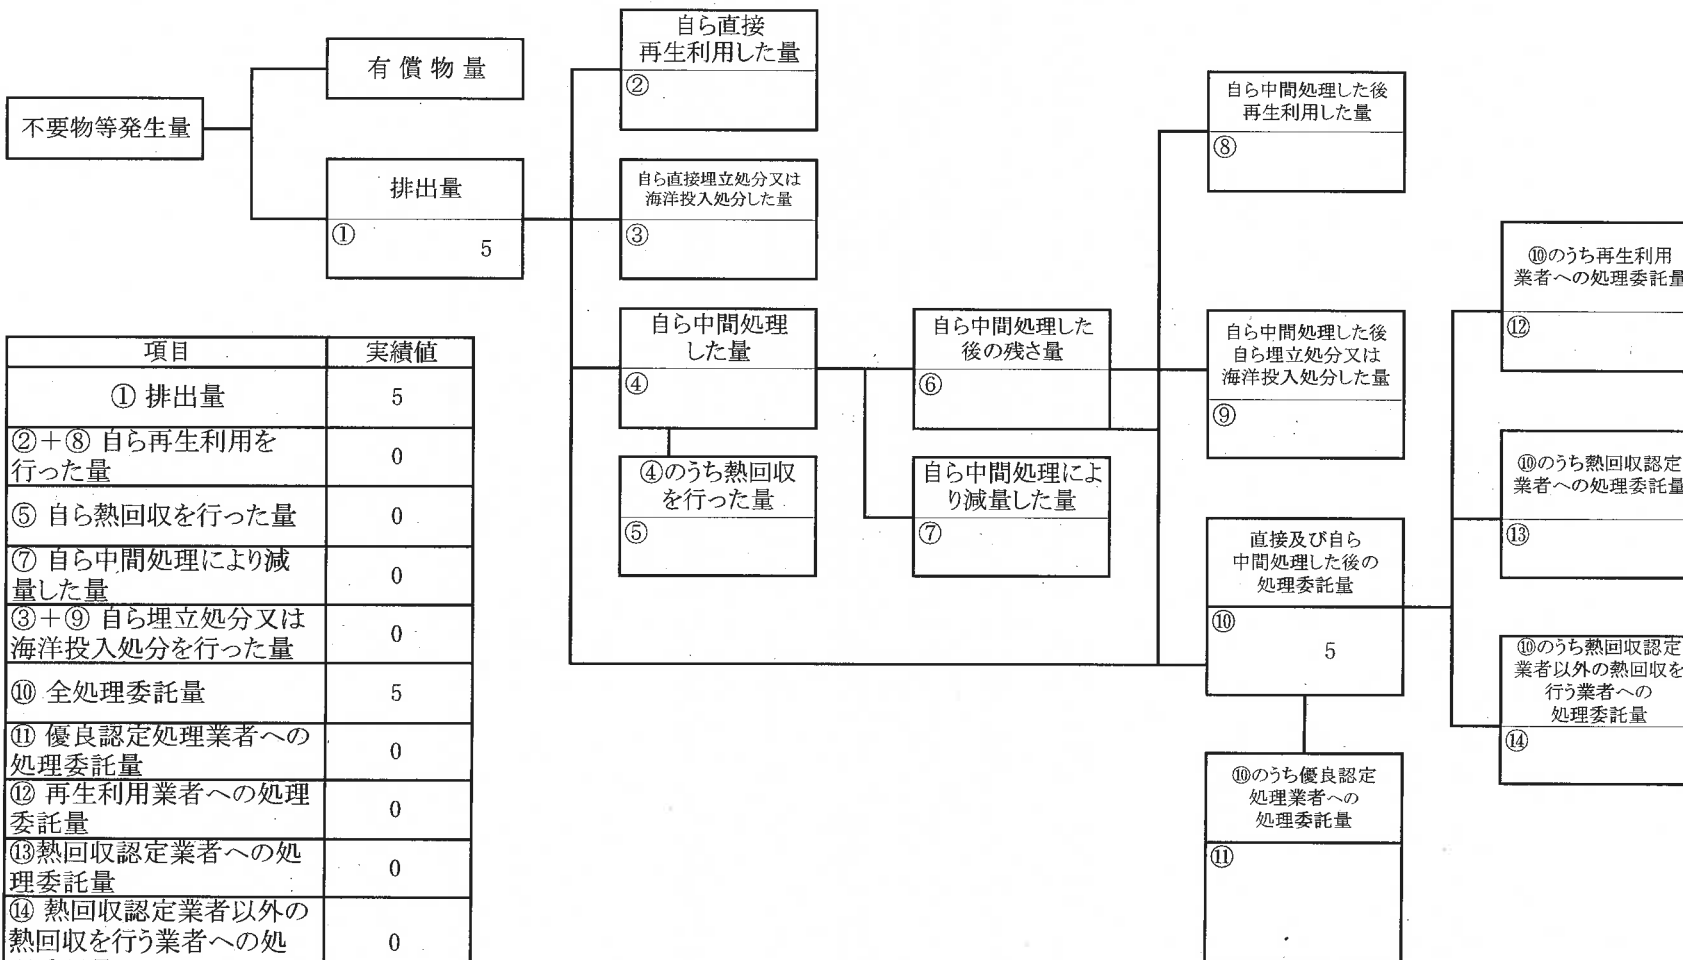 不要物等発生量
有償物量
排出量
①
5
自ら直接
再生利用した量
②
自ら直接埋立処分又は
海洋投入処分した量
③
自ら中間処理
した量
④
④のうち熱回収
を行った量
⑤
自ら中間処理した
後の残さ量
⑥
自ら中間処理によ
り減量した量
⑦
自ら中間処理した後
再生利用した量
⑧
自ら中間処理した後
自ら埋立処分又は
海洋投入処分した量
⑨
直接及び自ら
中間処理した後の
処理委託量
⑩
5
⑩のうち優良認定
処理業者への
処理委託量
⑪
⑩のうち再生利用
業者への処理委託量
⑫
⑩のうち熱回収認定
業者への処理委託量
⑬
⑩のうち熱回収認定
業者以外の熱回収を
行う業者への
処理委託量
⑭
項目 実績値
① 排出量 5
②+⑧ 自ら再生利用を
行った量 0
⑤ 自ら熱回収を行った量 0
⑦ 自ら中間処理により減
量した量 0
③+⑨ 自ら埋立処分又は
海洋投入処分を行った量 0
⑩ 全処理委託量 5
⑪ 優良認定処理業者への
処理委託量 0
⑫ 再生利用業者への処理
委託量 0
⑬熱回収認定業者への処
理委託量 0
⑭ 熱回収認定業者以外の
熱回収を行う業者への処 0